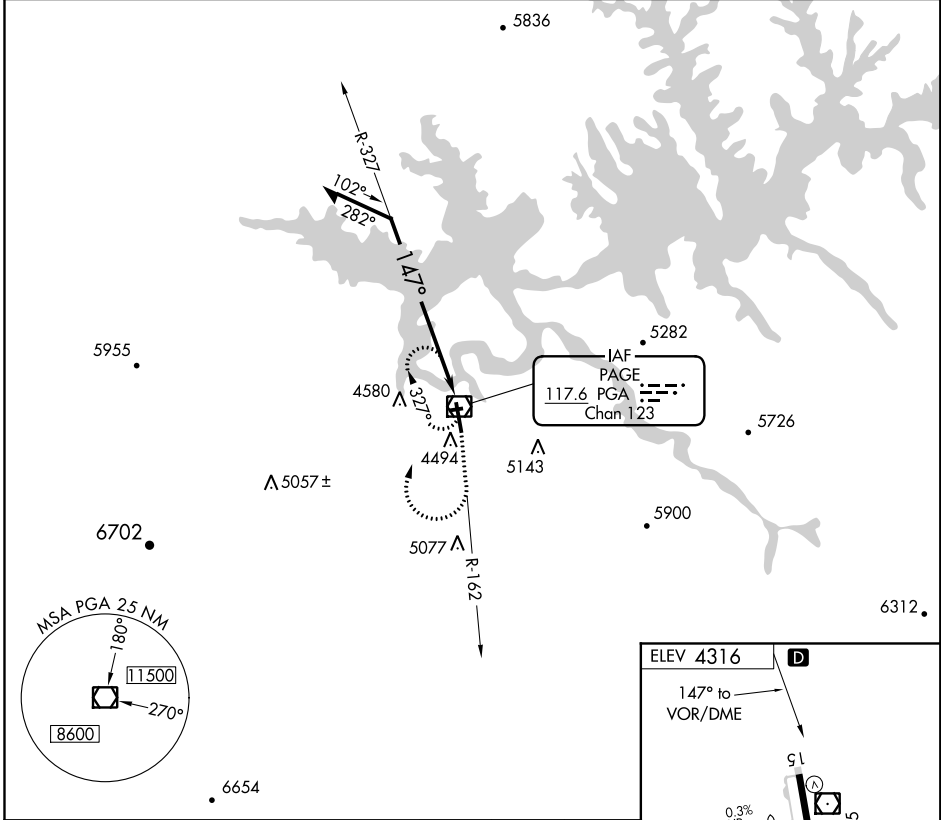 5836
R-327
102°
282°
147°
5282
5955
IAF
PAGE
117.6 PGA
Chan 123
4580
327°
5726
4494
5143
5057±
5900
6702
5077
R-162
6312
MSA PGA 25 NM
180°
11500
270°
8600
6654
ELEV 4316 D
147° to
VOR/DME
15
V
0.3%